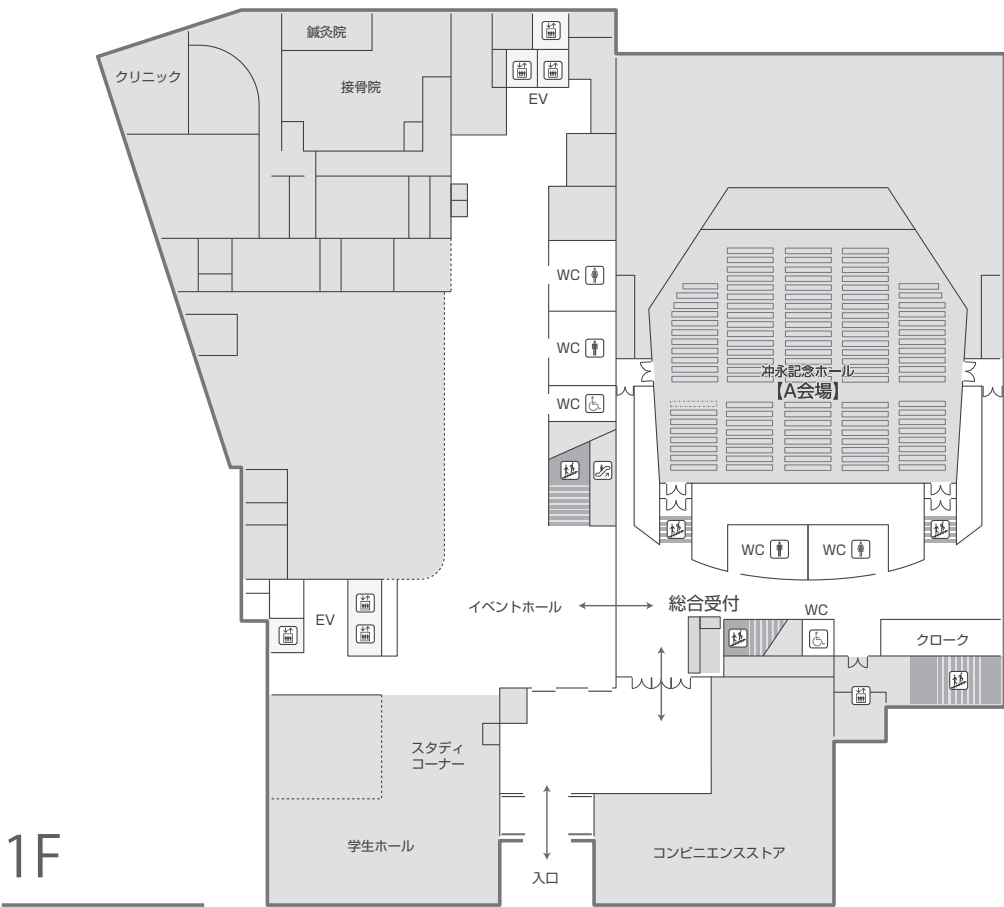 鍼灸院
クリニック
接骨院
EV
WC
WC
WC
冲永記念ホール
【A会場】
WC
WC
イベントホール
総合受付
WC
EV
クローク
スタディ
コーナー
学生ホール
コンビニエンスストア
入口
1F